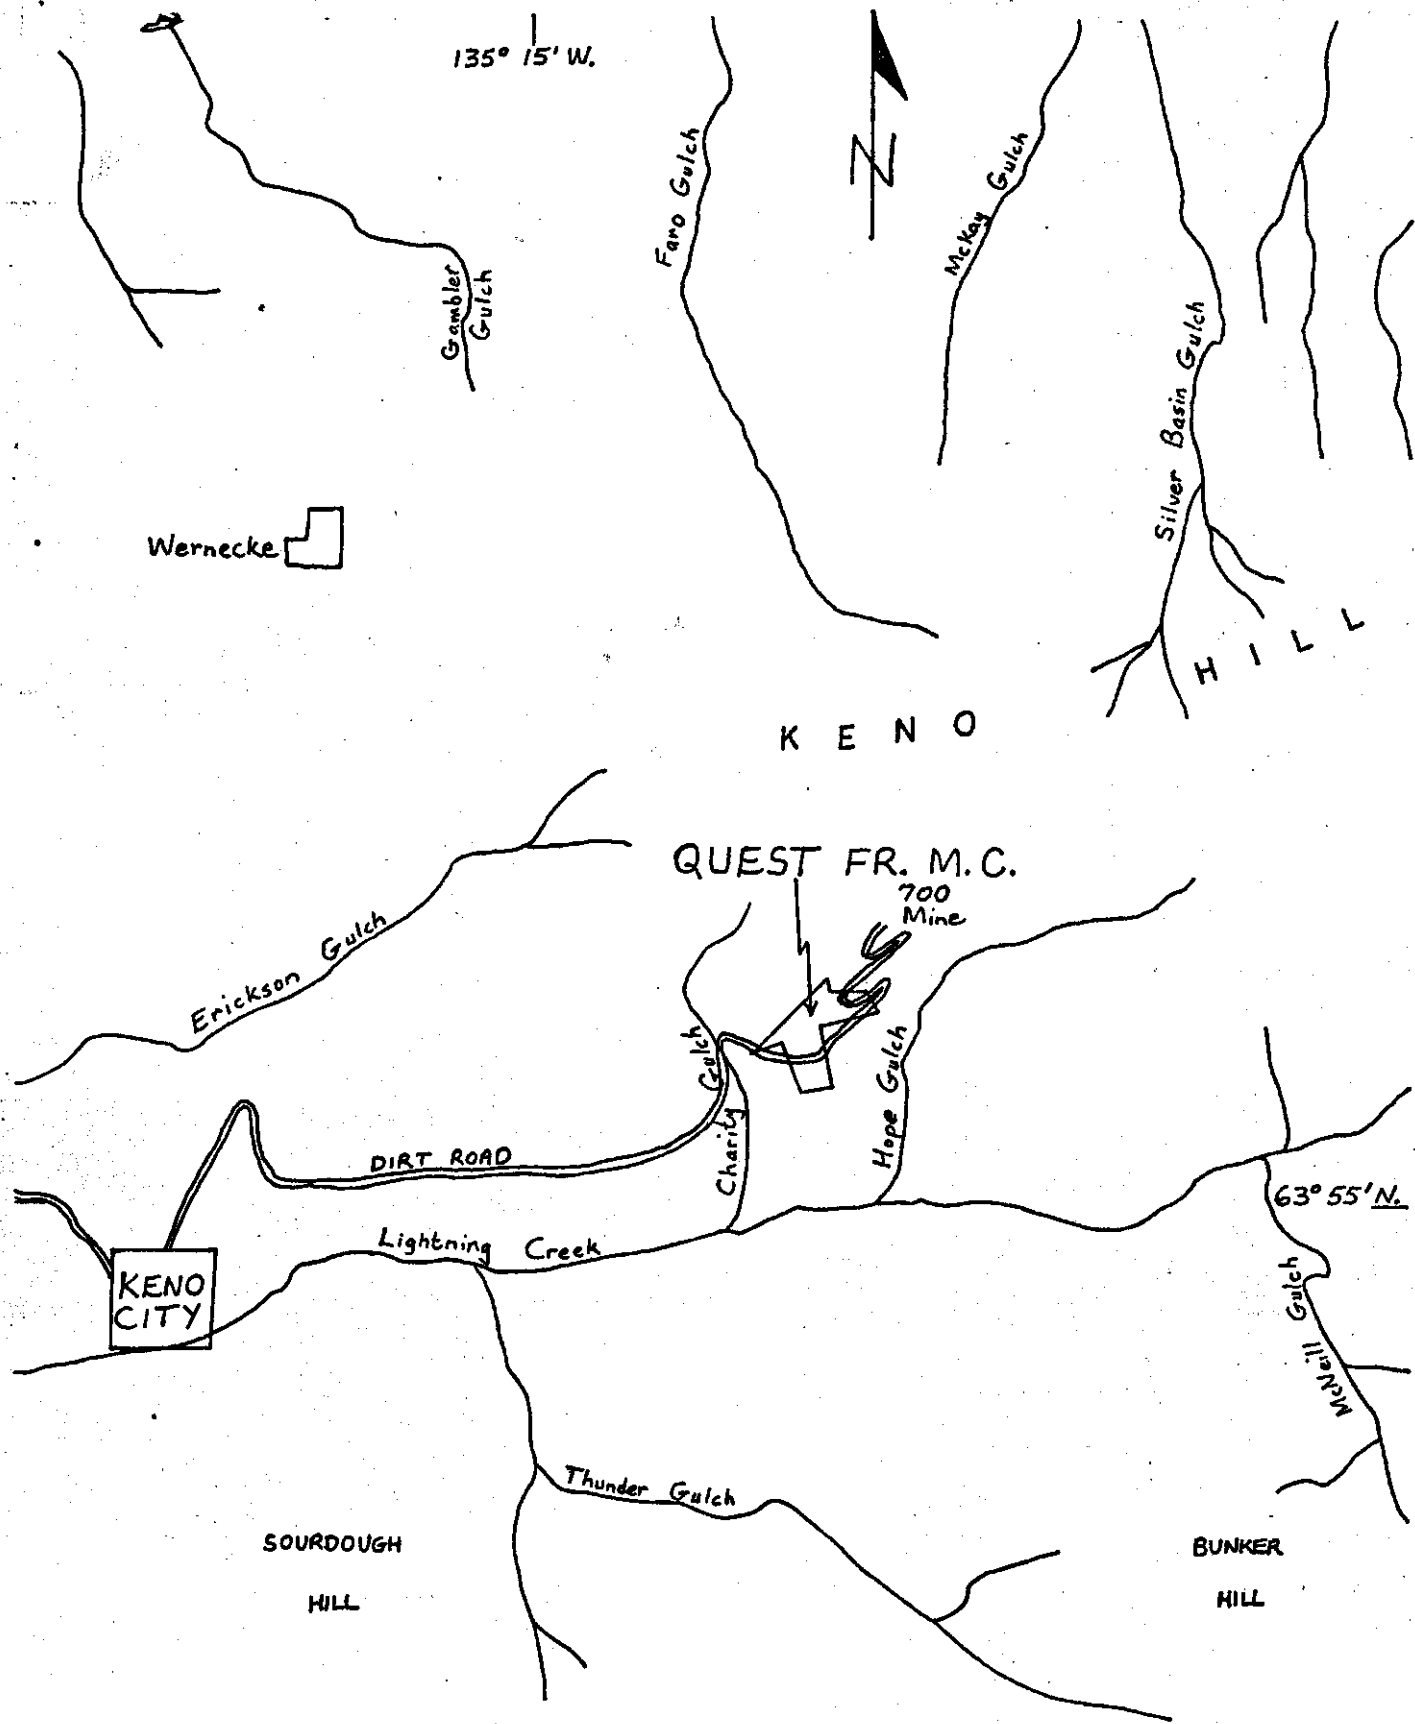 135° 15' W.
N
Faro Gulch
McKay Gulch
Gambler
Gulch
Silver Basin Gulch
Wernecke
KENO HILL
QUEST FR. M.C.
700
Mine
Erickson Gulch
Charity Gulch
Hope Gulch
DIRT ROAD
63° 55' N.
Lightning Creek
KENO
CITY
McNeill Gulch
Thunder Gulch
SOURDOUGH
HILL
BUNKER
HILL